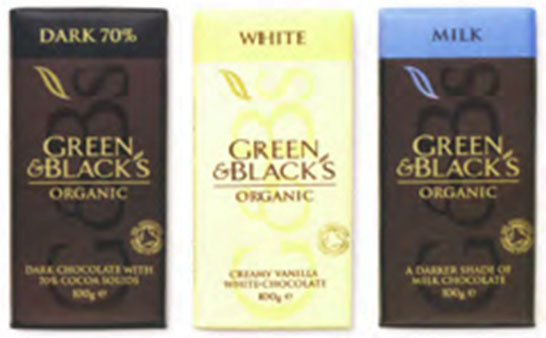 DARK 70%
GREEN
&BLACK'S
ORGANIC
DARK CHOCOLATE WITH
70% COCOA SOLIDS
100g e
WHITE
GREEN
&BLACK'S
ORGANIC
CREAMY VANILLA
WHITE CHOCOLATE
100g e
MILK
GREEN
&BLACK'S
ORGANIC
A DARKER SHADE OF
MILK CHOCOLATE
100g e